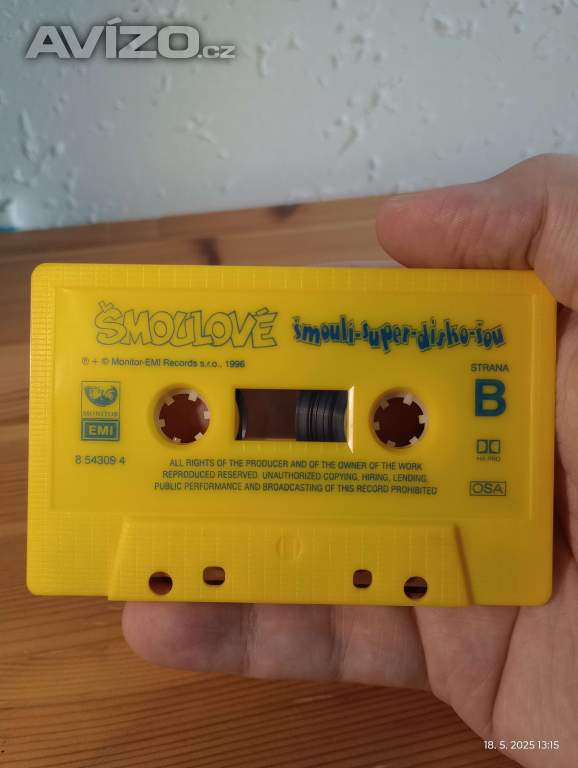 AVÍZO.cz
ŠMOULOVÉ šmoulí-super-disko-šou
℗ + © Monitor-EMI Records s.r.o., 1996
STRANA
B
MONITOR
EMI
8 54309 4
HX-PRO
OSA
ALL RIGHTS OF THE PRODUCER AND OF THE OWNER OF THE WORK
REPRODUCED RESERVED. UNAUTHORIZED COPYING, HIRING, LENDING,
PUBLIC PERFORMANCE AND BROADCASTING OF THIS RECORD PROHIBITED
18. 5. 2025 13:15